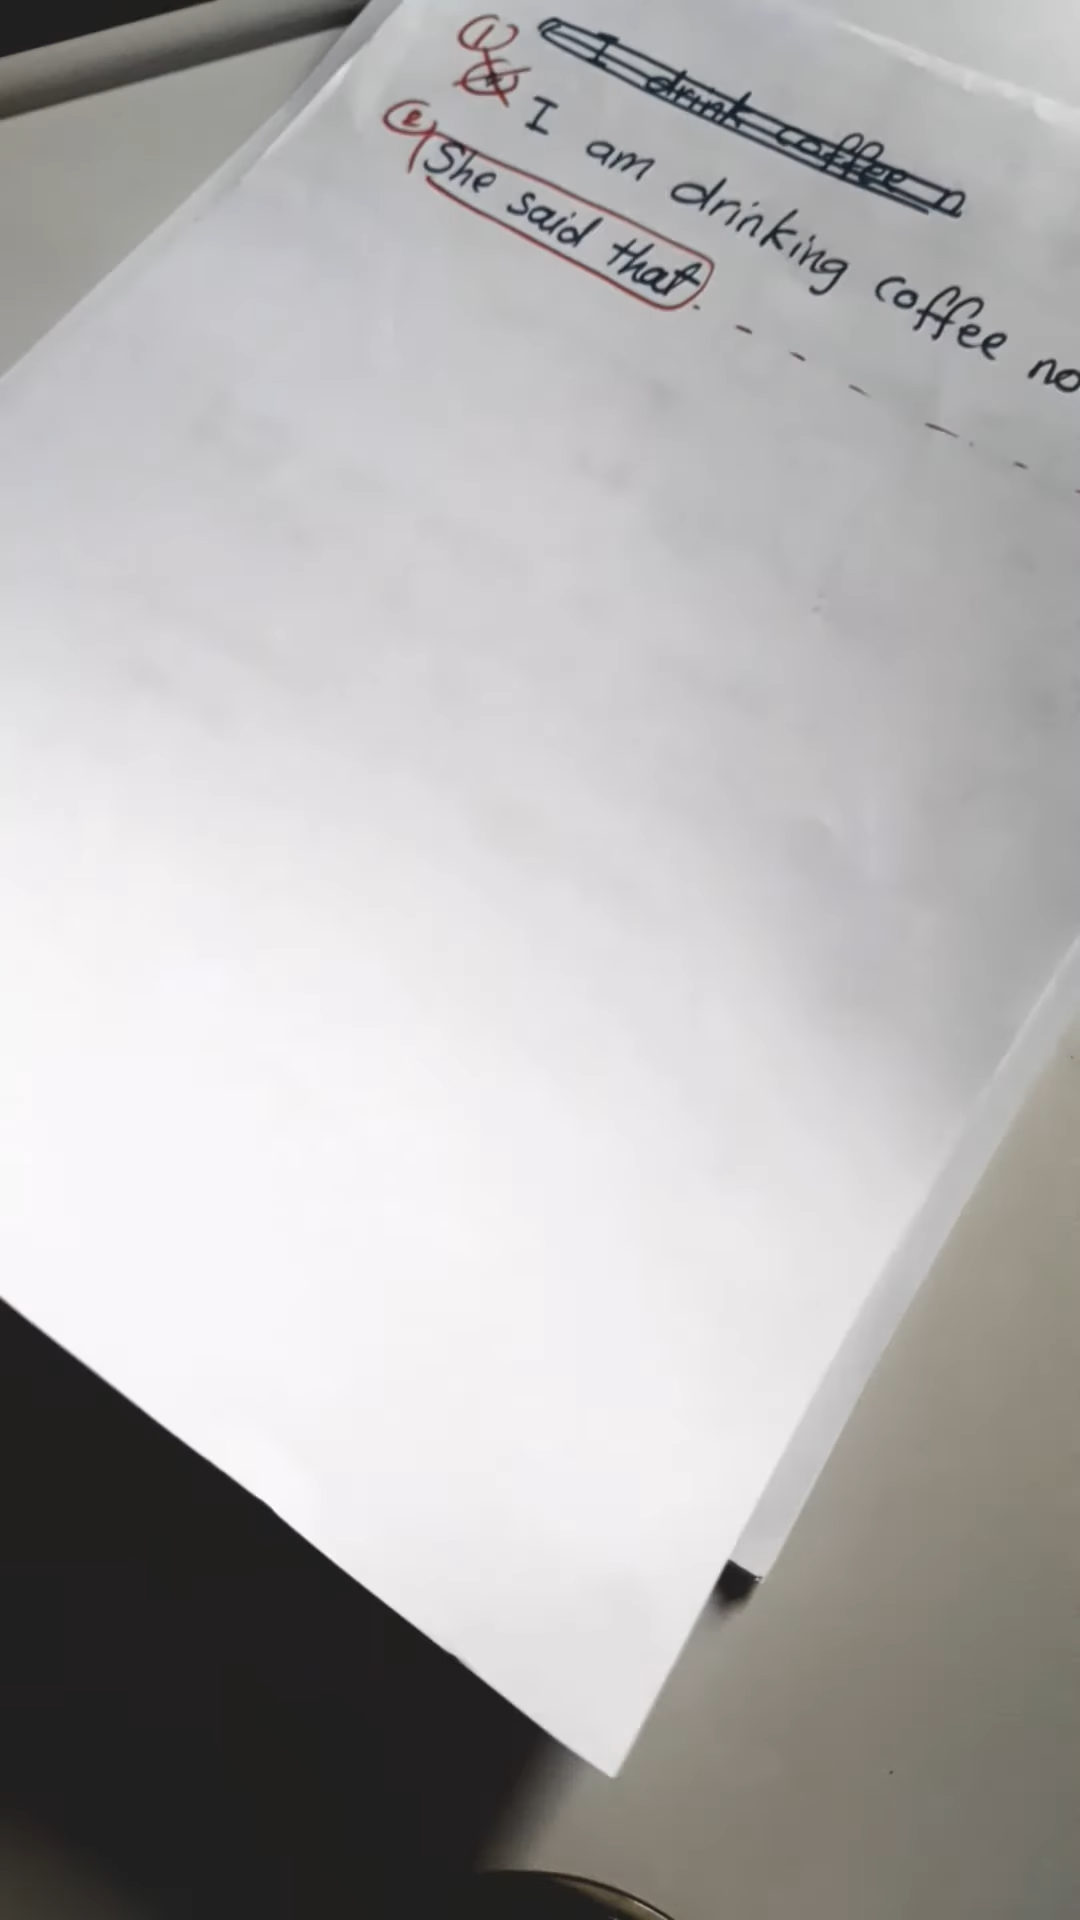 ① I drink coffee
I am drinking coffee no
② She said that. - - - - - -